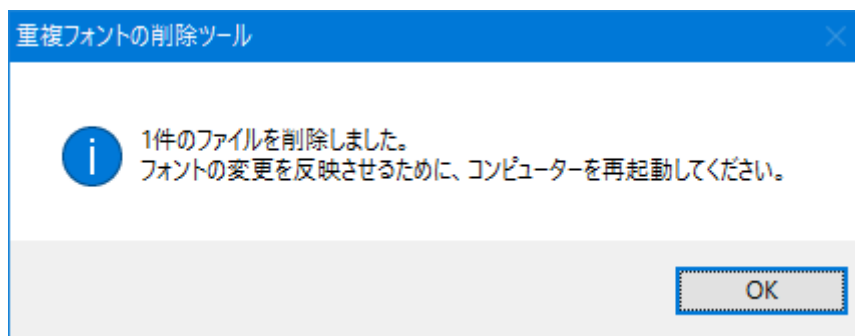 重複フォントの削除ツール
1件のファイルを削除しました。
フォントの変更を反映させるために、コンピューターを再起動してください。
OK